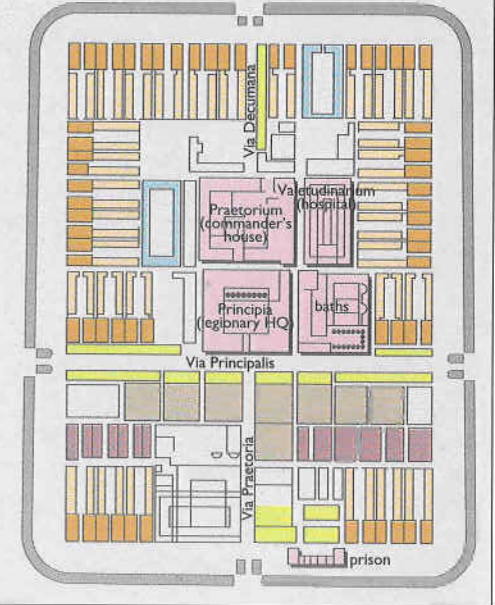 Via Decumana
Valetudinarium
(hospital)
Praetorium
(commander's
house)
Principia
(legionary HQ)
baths
Via Principalis
Via Praetoria
prison